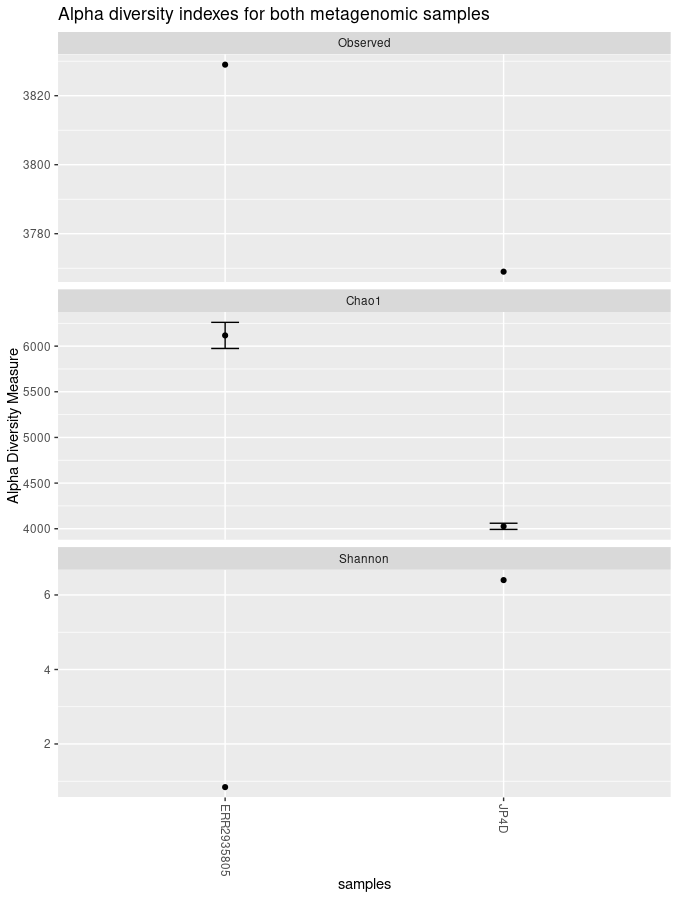 Alpha diversity indexes for both metagenomic samples
Observed
3820
3800
3780
Chao1
6000
5500
5000
4500
4000
Alpha Diversity Measure
Shannon
6
4
2
ERR2935805
JP4D
samples